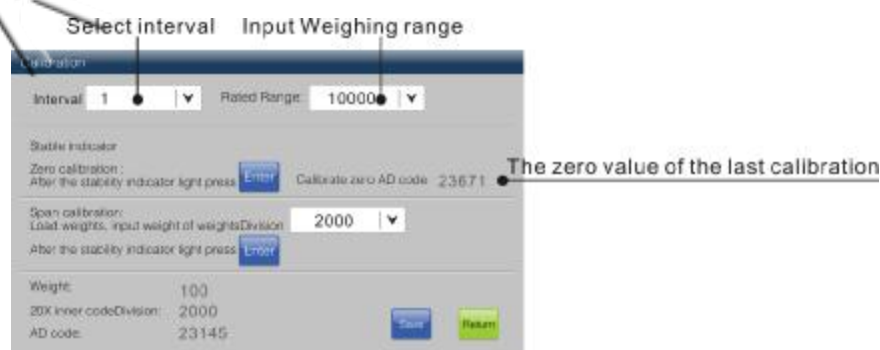 Select interval Input Weighing range
Calibration
Interval 1 Rated Range: 10000
Stable indicator
Zero calibration :
After the stability indicator light press Enter Calibrate zero AD code 23671 The zero value of the last calibration
Span calibration:
Load weights, input weight of weightsDivision 2000
After the stability indicator light press Enter
Weight: 100
20X inner codeDivision: 2000
AD code: 23145
Save Return